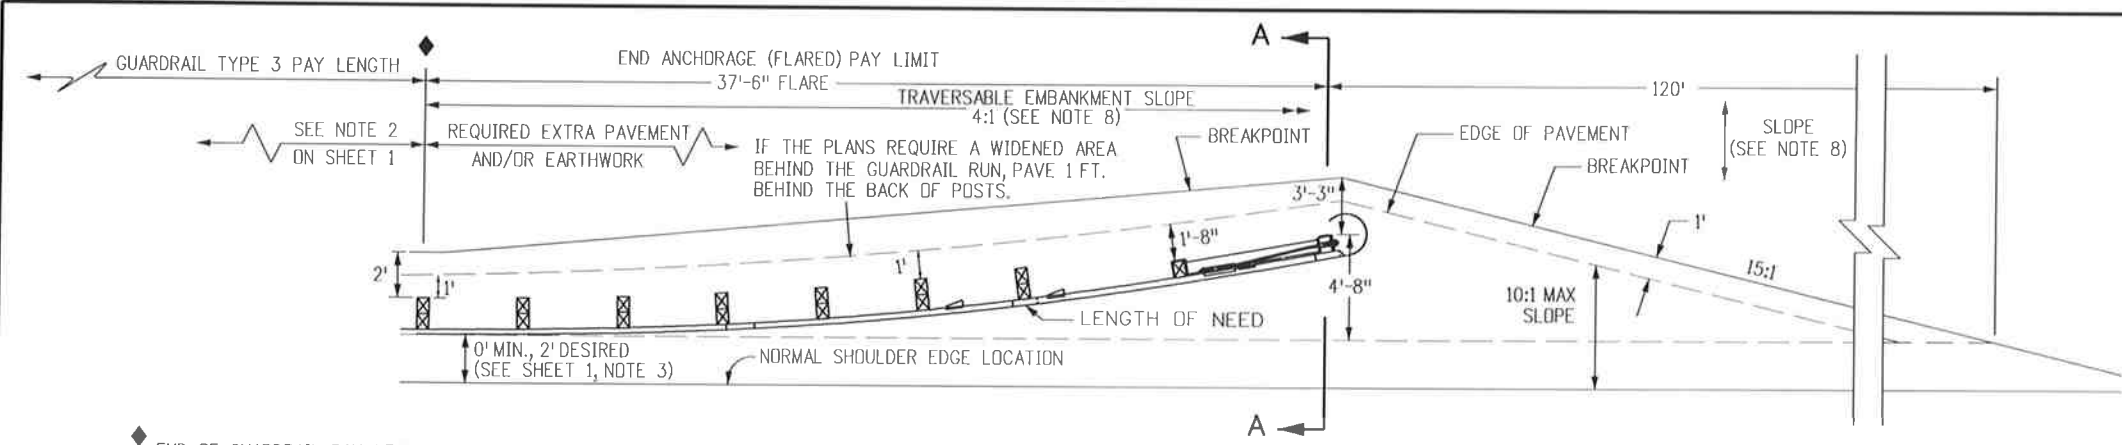 A
GUARDRAIL TYPE 3 PAY LENGTH
END ANCHORAGE (FLARED) PAY LIMIT
37'-6" FLARE
120'
TRAVERSABLE EMBANKMENT SLOPE
4:1 (SEE NOTE 8)
SEE NOTE 2
ON SHEET 1
REQUIRED EXTRA PAVEMENT
AND/OR EARTHWORK
IF THE PLANS REQUIRE A WIDENED AREA
BEHIND THE GUARDRAIL RUN, PAVE 1 FT.
BEHIND THE BACK OF POSTS.
BREAKPOINT
EDGE OF PAVEMENT
BREAKPOINT
SLOPE
(SEE NOTE 8)
3'-3"
1'
1'-8"
2'
1'
1'
15:1
4'-8"
10:1 MAX
SLOPE
LENGTH OF NEED
0' MIN., 2' DESIRED
(SEE SHEET 1, NOTE 3)
NORMAL SHOULDER EDGE LOCATION
A